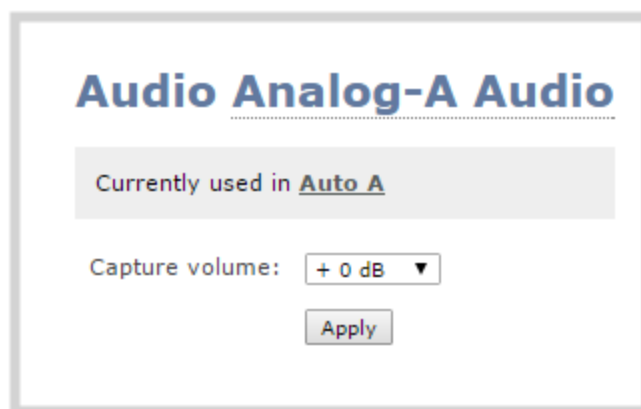 Audio Analog-A Audio
Currently used in Auto A
Capture volume: + 0 dB
Apply